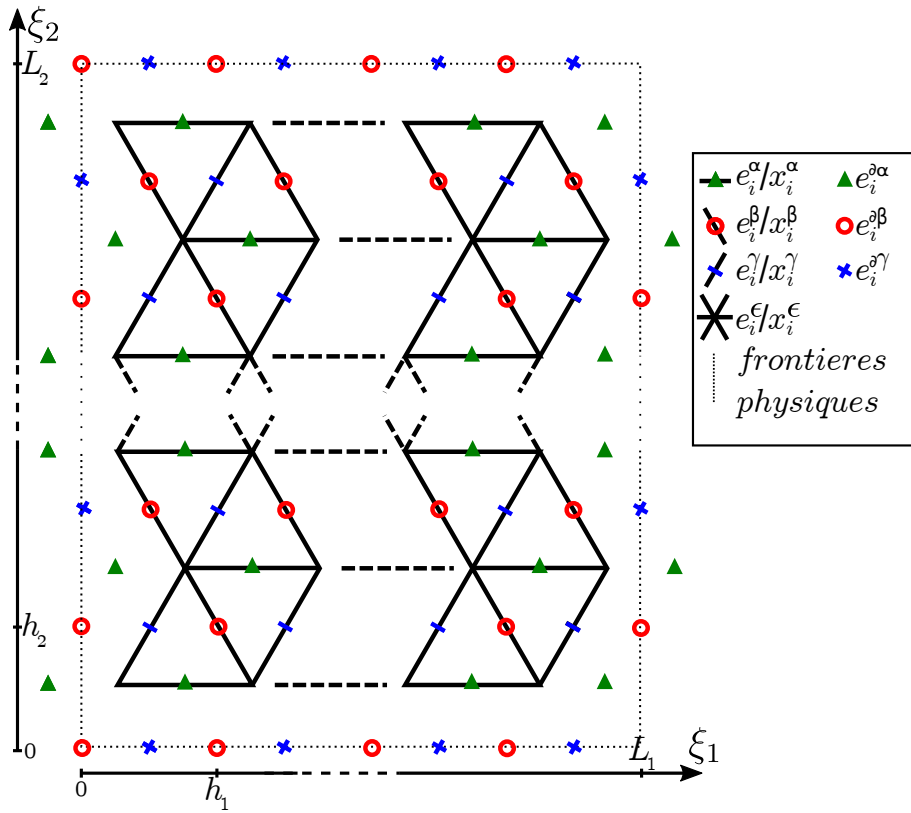 ξ₂
L₂
e_i^α/x_i^α e_i^∂α
e_i^β/x_i^β e_i^∂β
e_i^γ/x_i^γ e_i^∂γ
e_i^ϵ/x_i^ϵ
frontieres
physiques
h₂
0
L₁ ξ₁
0 h₁